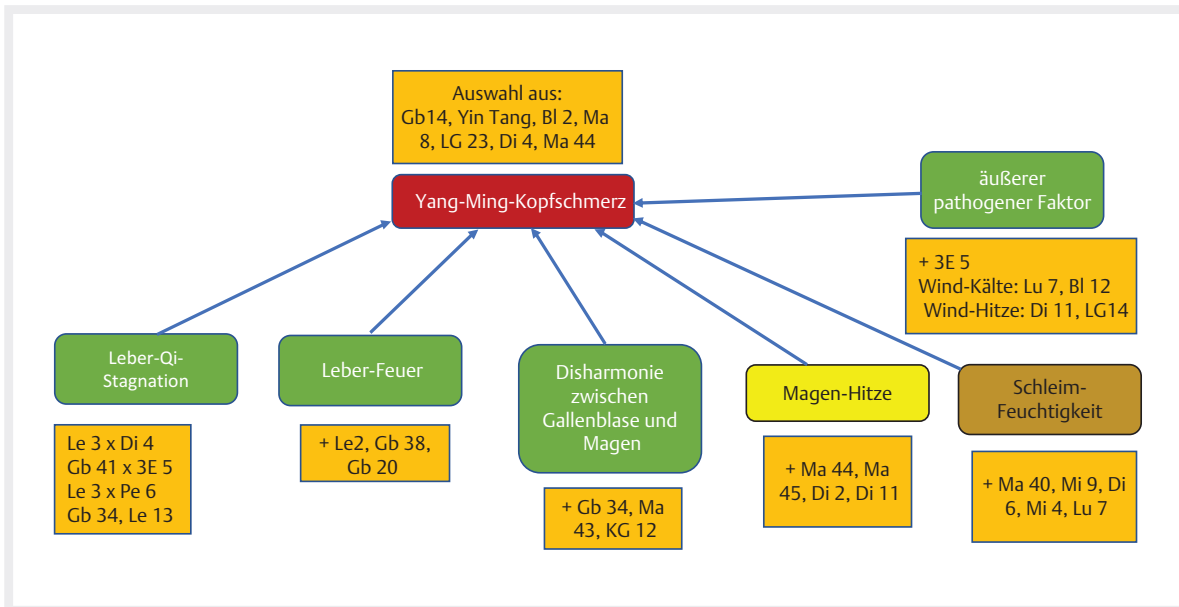 Auswahl aus:
Gb14, Yin Tang, Bl 2, Ma
8, LG 23, Di 4, Ma 44
Yang-Ming-Kopfschmerz
äußerer
pathogener Faktor
+ 3E 5
Wind-Kälte: Lu 7, Bl 12
Wind-Hitze: Di 11, LG14
Leber-Qi-
Stagnation
Le 3 x Di 4
Gb 41 x 3E 5
Le 3 x Pe 6
Gb 34, Le 13
Leber-Feuer
+ Le2, Gb 38,
Gb 20
Disharmonie
zwischen
Gallenblase und
Magen
+ Gb 34, Ma
43, KG 12
Magen-Hitze
+ Ma 44, Ma
45, Di 2, Di 11
Schleim-
Feuchtigkeit
+ Ma 40, Mi 9, Di
6, Mi 4, Lu 7